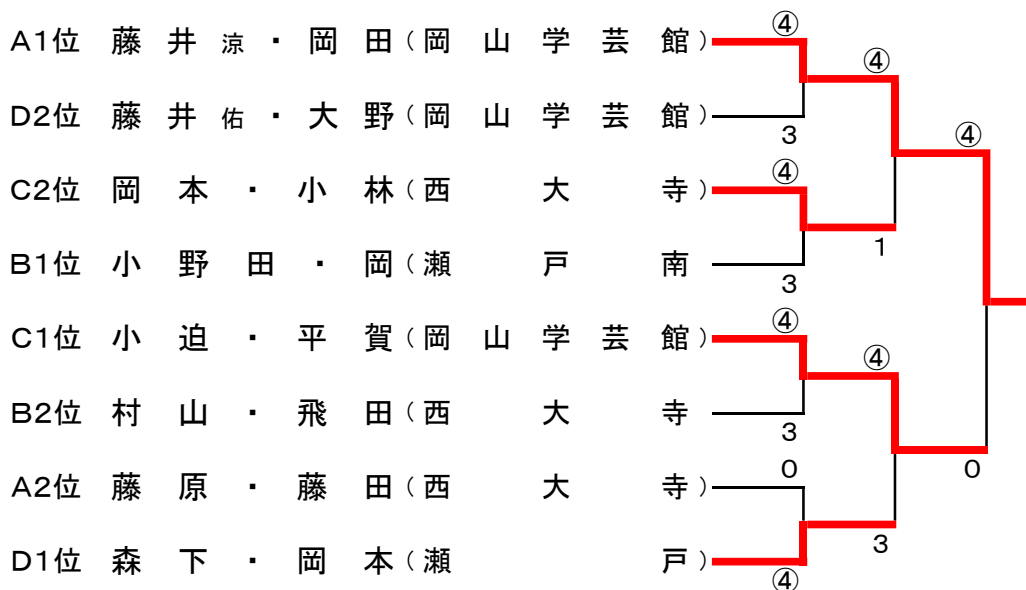 A1位 藤井涼・岡田(岡山学芸館) ④
④
D2位 藤井佑・大野(岡山学芸館) 3
④
C2位 岡本・小林(西大寺) ④
1
B1位 小野田・岡(瀬戸南) 3
C1位 小迫・平賀(岡山学芸館) ④
④
B2位 村山・飛田(西大寺) 3
0
A2位 藤原・藤田(西大寺) 0
3
D1位 森下・岡本(瀬戸) ④